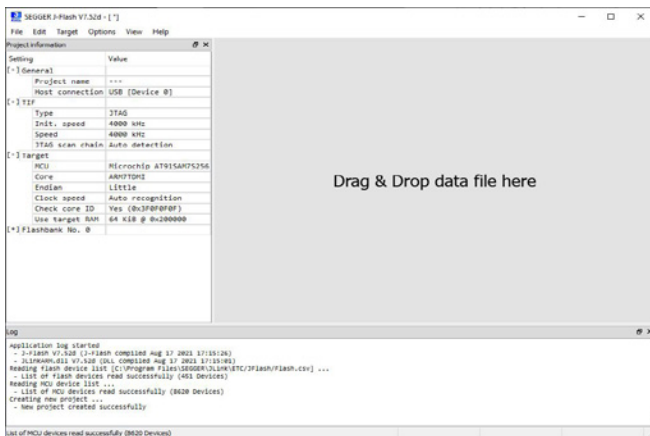 SEGGER J-Flash V7.52d - [ *]
File Edit Target Options View Help
Project information
Setting Value
[-] General
Project name ---
Host connection USB [Device 0]
[-] TIF
Type JTAG
Init. speed 4000 kHz
Speed 4000 kHz
JTAG scan chain Auto detection
[-] Target
MCU Microchip AT91SAM7S256
Core ARM7TDMI
Endian Little
Clock speed Auto recognition
Check core ID Yes (0x3F0F0F0F)
Use target RAM 64 KiB @ 0x200000
[+] Flashbank No. 0
Drag & Drop data file here
Log
Application log started
- J-Flash V7.52d (J-Flash compiled Aug 17 2021 17:15:26)
- JLinkARM.dll V7.52d (DLL compiled Aug 17 2021 17:15:01)
Reading flash device list [C:\Program Files\SEGGER\JLink\ETC/JFlash/Flash.csv] ...
- List of flash devices read successfully (451 Devices)
Reading MCU device list ...
- List of MCU devices read successfully (8620 Devices)
Creating new project ...
- New project created successfully
List of MCU devices read successfully (8620 Devices)